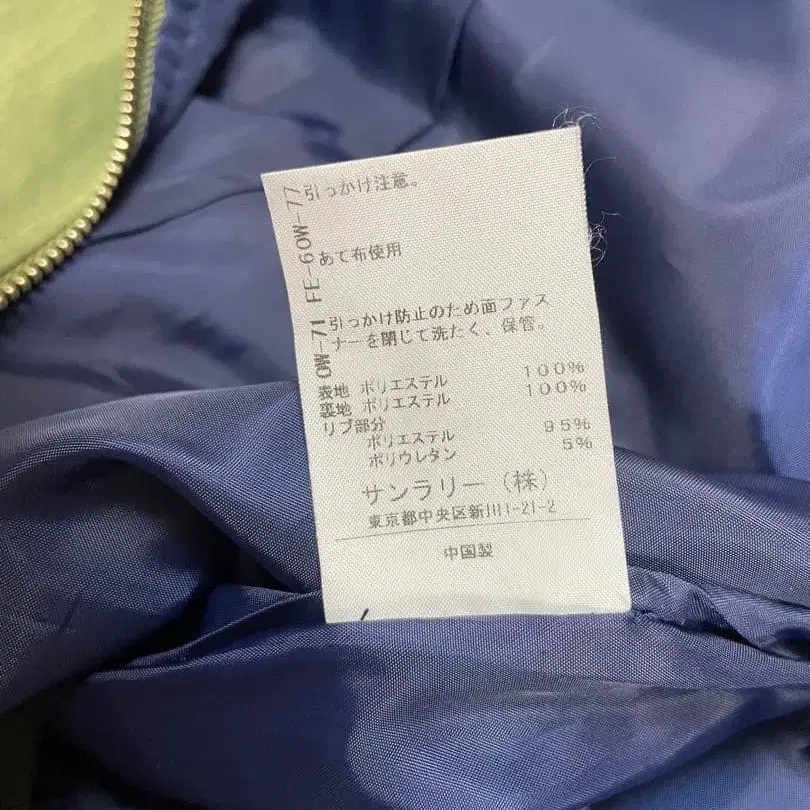 引っかけ注意。
あて布使用
引っかけ防止のため面ファス
ナーを閉じて洗たく、保管。
表地 ポリエステル 100%
裏地 ポリエステル 100%
リブ部分
ポリエステル 95%
ポリウレタン 5%
サンラリー(株)
東京都中央区新川1-21-2
中国製
OW-71 FE-60W-77